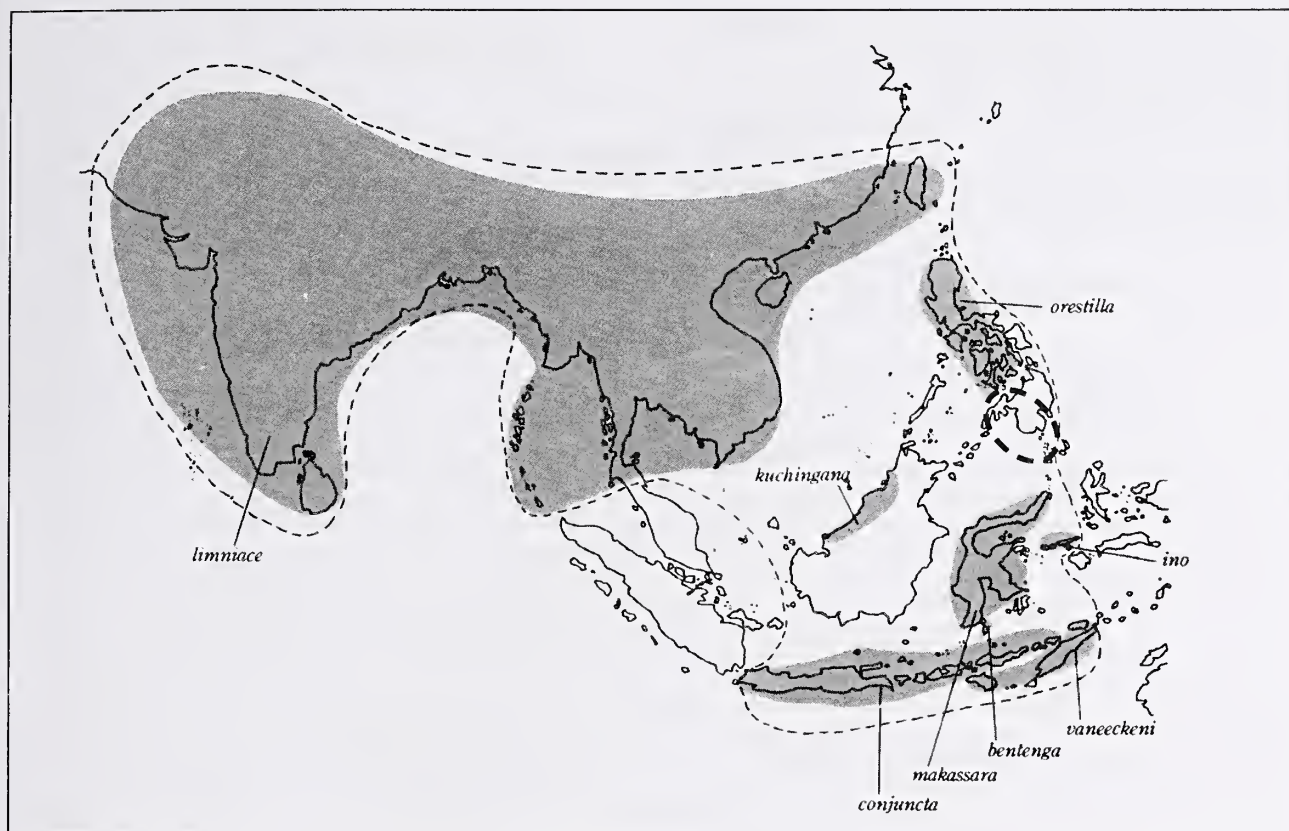 orestilla
kuchingana
limniace
ino
vaneeckeni
bentenga
makassara
conjuncta